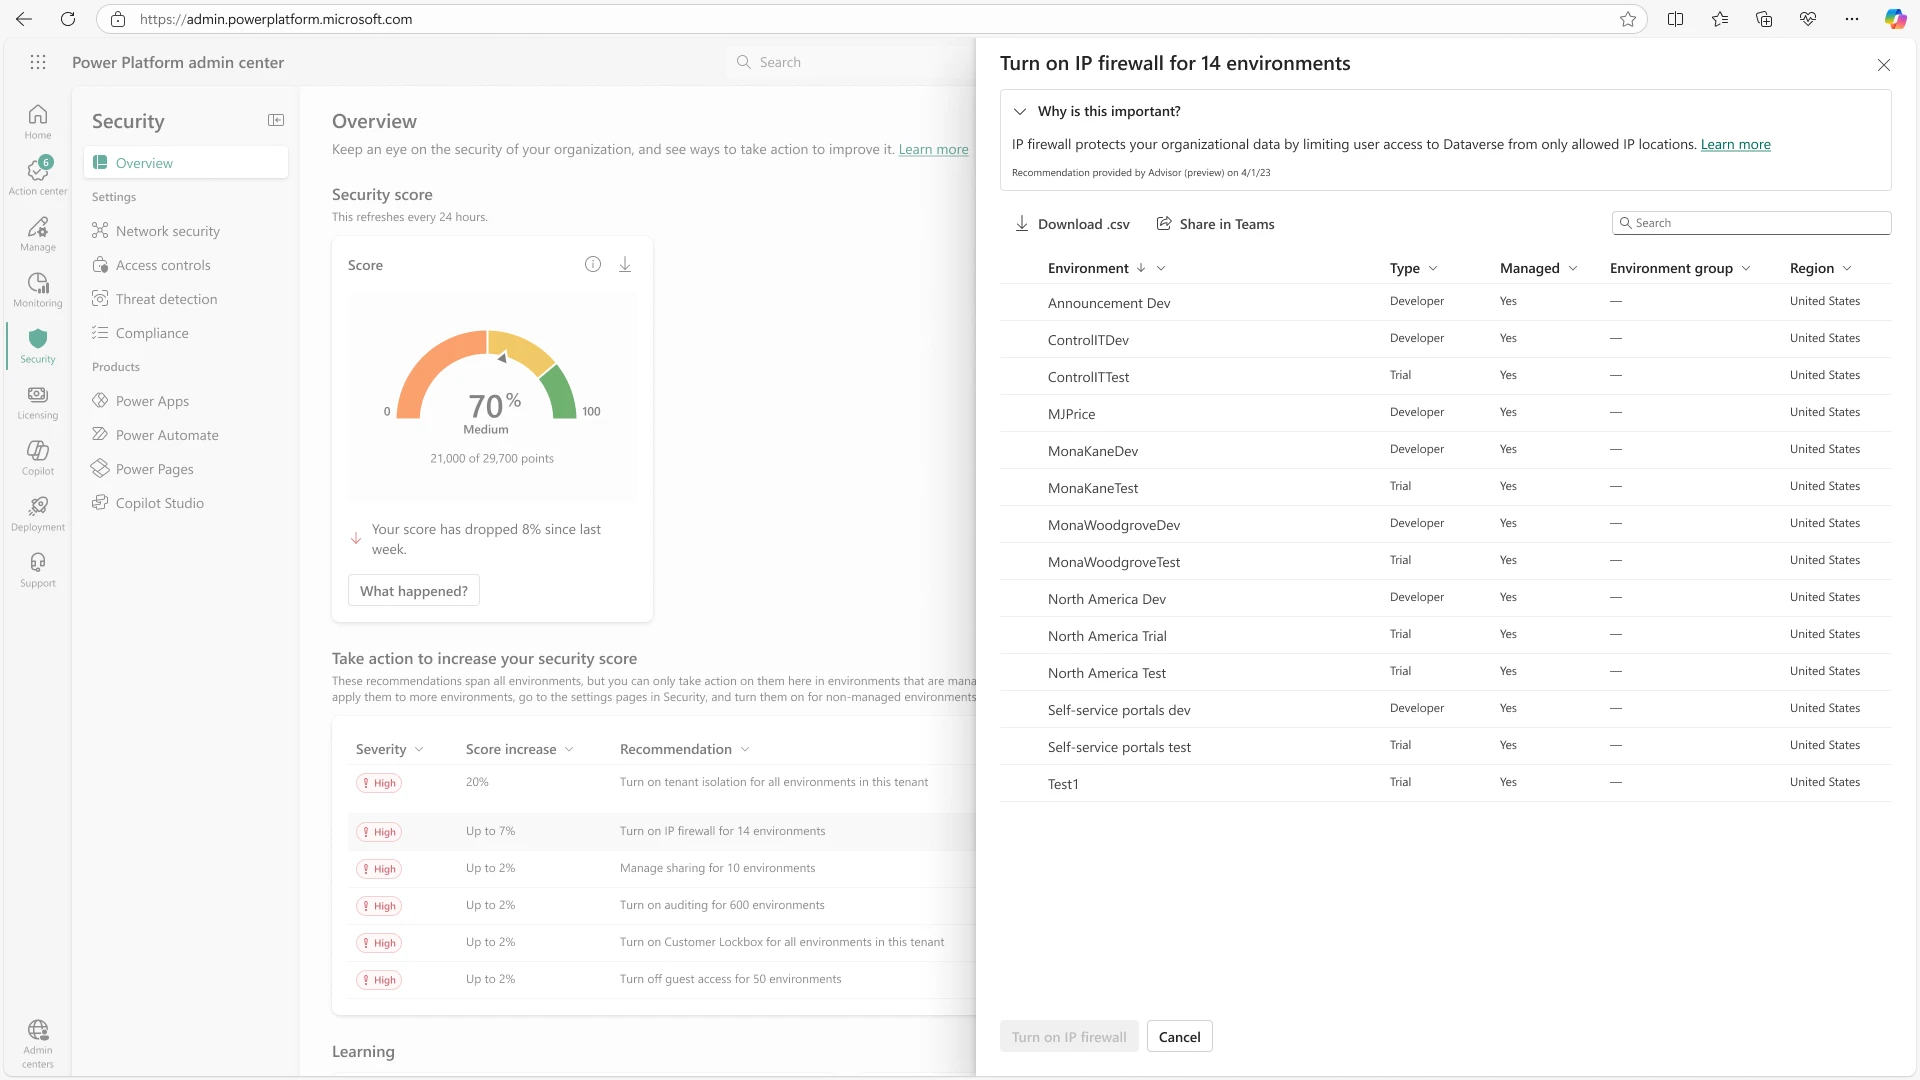 https://admin.powerplatform.microsoft.com
Power Platform admin center
Search
Home
6
Action center
Manage
Monitoring
Security
Licensing
Copilot
Deployment
Support
Admin
centers
Security
Overview
Settings
Network security
Access controls
Threat detection
Compliance
Products
Power Apps
Power Automate
Power Pages
Copilot Studio
Overview
Keep an eye on the security of your organization, and see ways to take action to improve it. Learn more
Security score
This refreshes every 24 hours.
Score
0
70%
100
Medium
21,000 of 29,700 points
Your score has dropped 8% since last
week.
What happened?
Take action to increase your security score
These recommendations span all environments, but you can only take action on them here in environments that are mana
apply them to more environments, go to the settings pages in Security, and turn them on for non-managed environments
Severity Score increase Recommendation
High 20% Turn on tenant isolation for all environments in this tenant
High Up to 7% Turn on IP firewall for 14 environments
High Up to 2% Manage sharing for 10 environments
High Up to 2% Turn on auditing for 600 environments
High Up to 2% Turn on Customer Lockbox for all environments in this tenant
High Up to 2% Turn off guest access for 50 environments
Learning
Turn on IP firewall for 14 environments
Why is this important?
IP firewall protects your organizational data by limiting user access to Dataverse from only allowed IP locations. Learn more
Recommendation provided by Advisor (preview) on 4/1/23
Download .csv Share in Teams Search
Environment Type Managed Environment group Region
Announcement Dev Developer Yes — United States
ControlITDev Developer Yes — United States
ControlITTest Trial Yes — United States
MJPrice Developer Yes — United States
MonaKaneDev Developer Yes — United States
MonaKaneTest Trial Yes — United States
MonaWoodgroveDev Developer Yes — United States
MonaWoodgroveTest Trial Yes — United States
North America Dev Developer Yes — United States
North America Trial Trial Yes — United States
North America Test Trial Yes — United States
Self-service portals dev Developer Yes — United States
Self-service portals test Trial Yes — United States
Test1 Trial Yes — United States
Turn on IP firewall Cancel